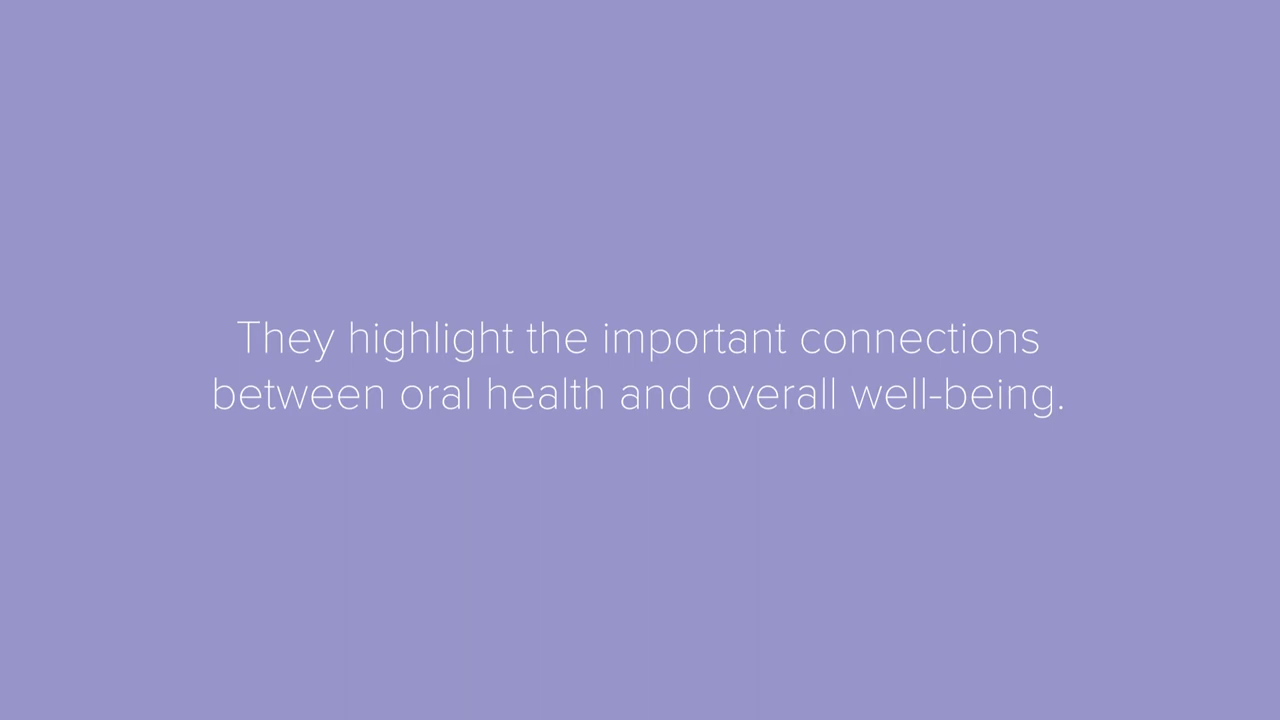 They highlight the important connections
between oral health and overall well-being.